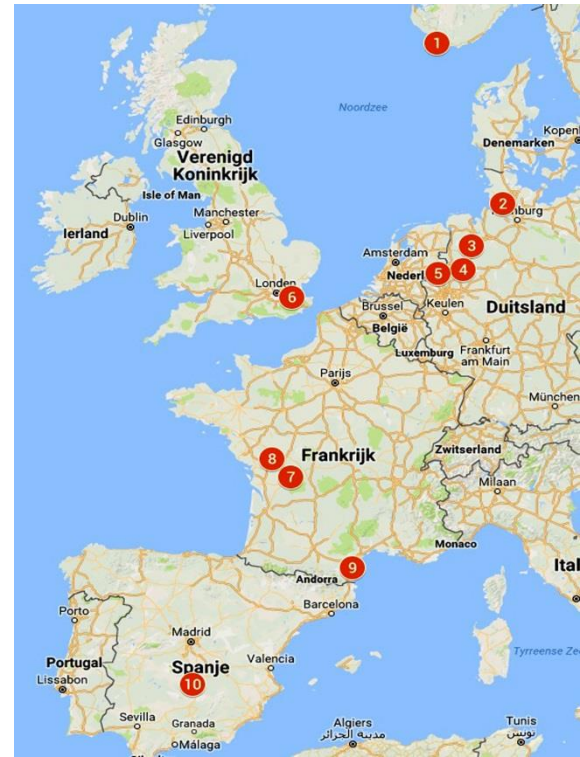 1
Noordzee
Edinburgh
Glasgow
Verenigd
Koninkrijk
Denemarken
Kopen
Isle of Man
2
burg
Dublin
Ierland
Manchester
Liverpool
3
Amsterdam
Nederl
5
4
Londen
6
Brussel
België
Keulen
Duitsland
Luxemburg
Frankfurt
am Main
Parijs
München
8
Frankrijk
7
Zwitserland
Milaan
Monaco
9
Andorra
Ital
Barcelona
Porto
Madrid
Tyrreense Ze
Portugal
Lissabon
Spanje
Valencia
10
Sevilla
Granada
Málaga
Algiers
مدينة الجزائر
Tunis
تونس